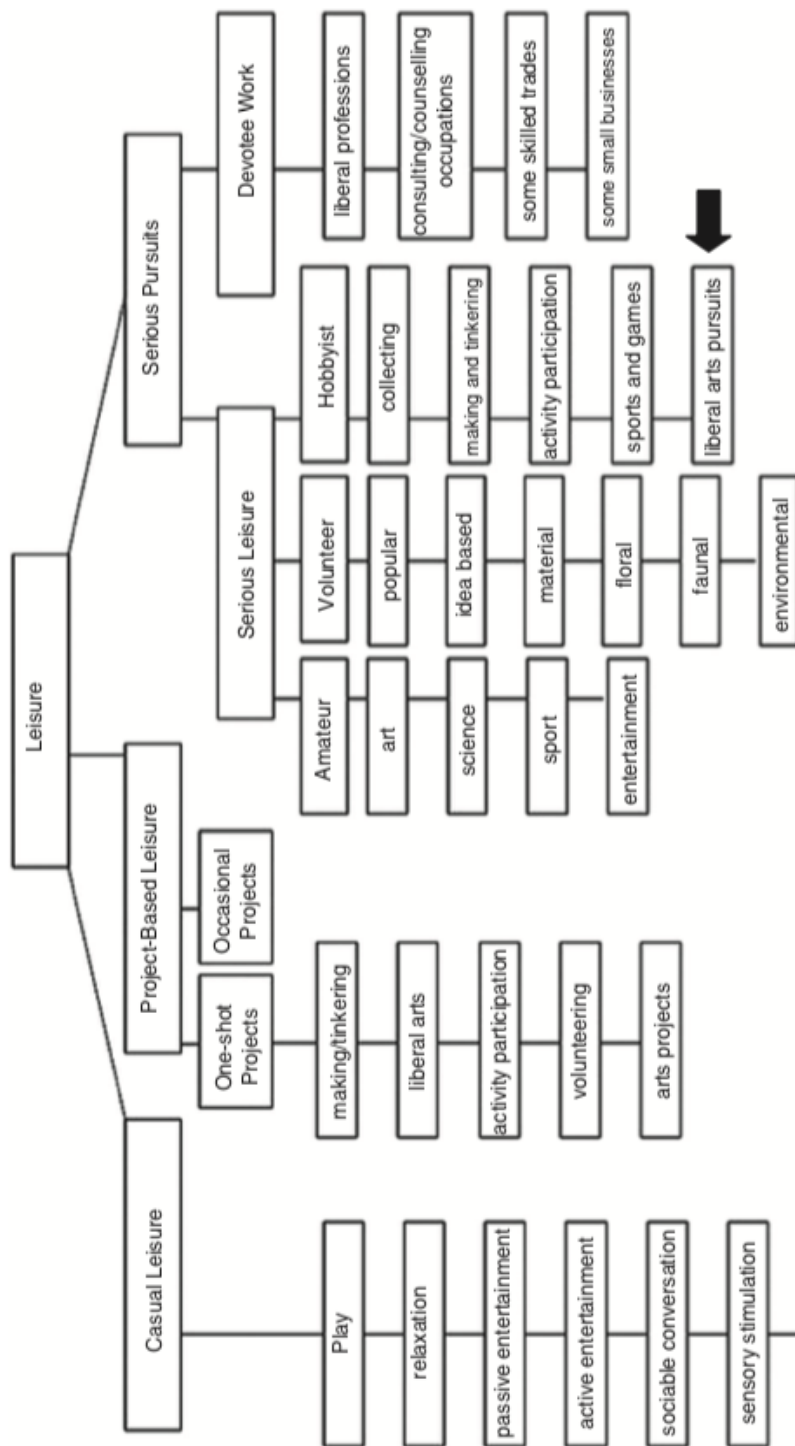 Leisure
Casual Leisure
Project-Based Leisure
Serious Pursuits
One-shot
Projects
Occasional
Projects
Serious Leisure
Devotee Work
Play
relaxation
passive entertainment
active entertainment
sociable conversation
sensory stimulation
making/tinkering
liberal arts
activity participation
volunteering
arts projects
Amateur
art
science
sport
entertainment
Volunteer
popular
idea based
material
floral
faunal
environmental
Hobbyist
collecting
making and tinkering
activity participation
sports and games
liberal arts pursuits
liberal professions
consulting/counselling
occupations
some skilled trades
some small businesses